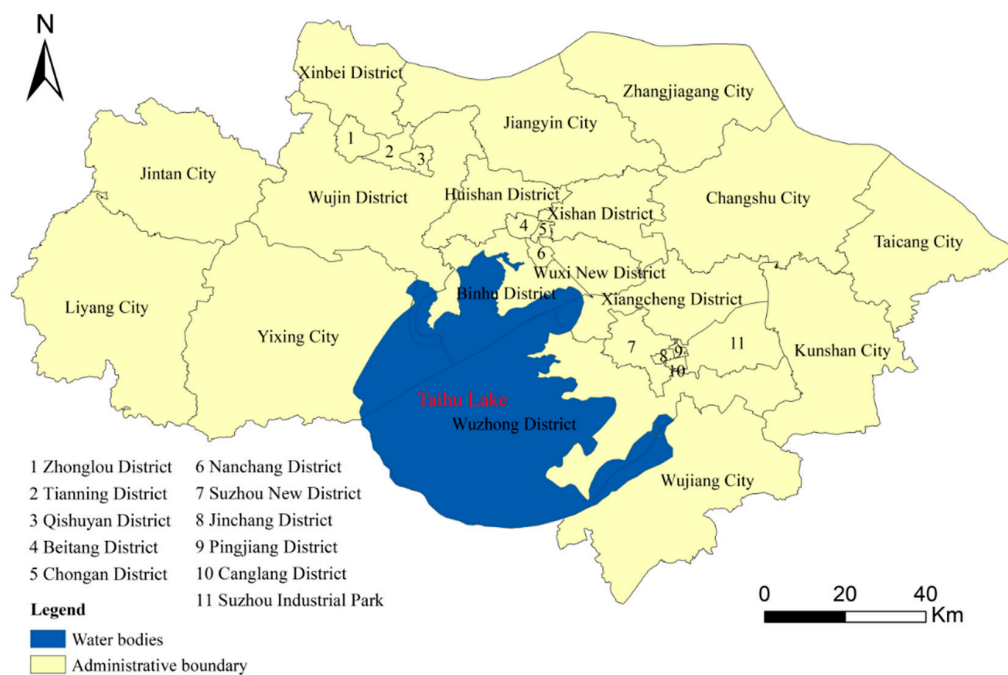 N
Xinbei District
Zhangjiagang City
Jiangyin City
1
2
3
Jintan City
Wujin District
Huishan District
Xishan District
Changshu City
4
5
Taicang City
6
Wuxi New District
Liyang City
Binhu District
Xiangcheng District
Yixing City
7
8
9
10
11
Kunshan City
Taihu Lake
Wuzhong District
Wujiang City
1 Zhonglou District
2 Tianning District
3 Qishuyan District
4 Beitang District
5 Chongan District
6 Nanchang District
7 Suzhou New District
8 Jinchang District
9 Pingjiang District
10 Canglang District
11 Suzhou Industrial Park
Legend
Water bodies
Administrative boundary
0 20 40
Km